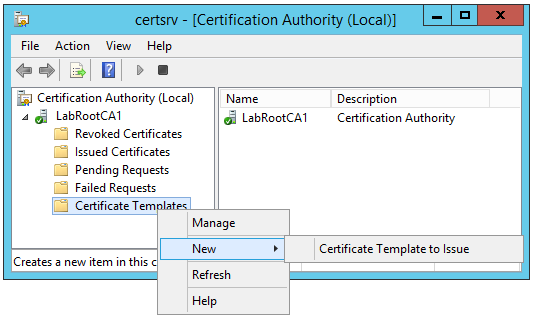 certsrv - [Certification Authority (Local)]
File Action View Help
Certification Authority (Local)
LabRootCA1
Revoked Certificates
Issued Certificates
Pending Requests
Failed Requests
Certificate Templates
Name Description
LabRootCA1 Certification Authority
Manage
New Certificate Template to Issue
Refresh
Help
Creates a new item in this c